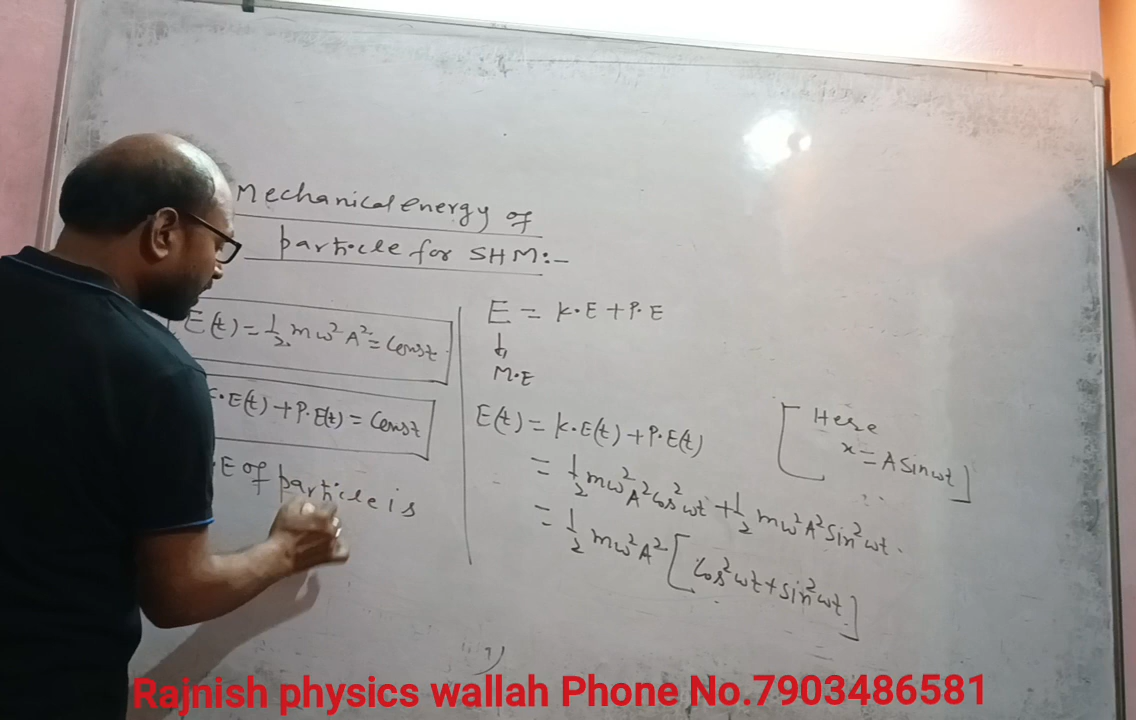 Mechanical energy of
particle for SHM:-
E(t) = 1/2 mω²A² = Const
.E(t) + P.E(t) = Const
.E of particle is
E = K.E + P.E
↓
M.E
E(t) = K.E(t) + P.E(t)
= 1/2 mω²A²cos²ωt + 1/2 mω²A²sin²ωt.
= 1/2 mω²A² [cos²ωt + sin²ωt]
[Here
x = A sinωt]
Rajnish physics wallah Phone No.7903486581